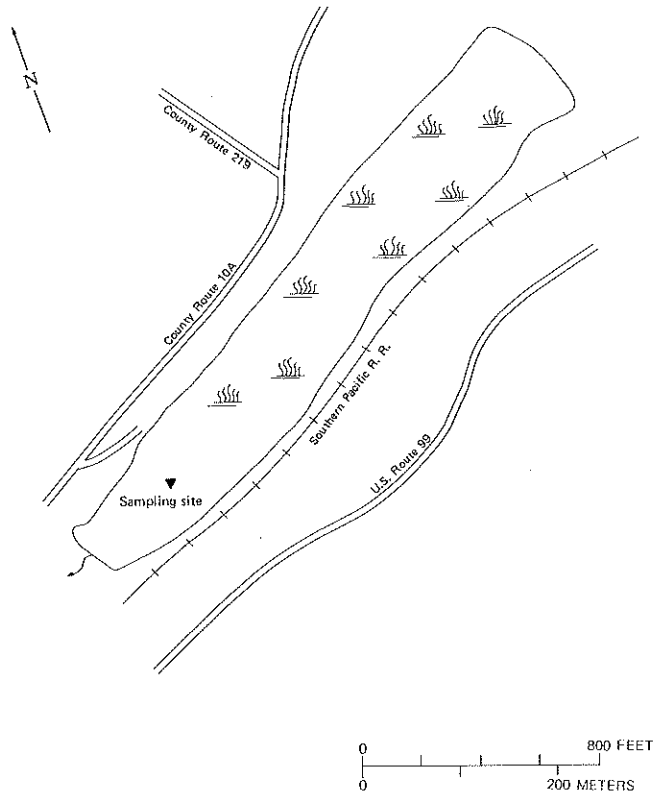 N
County Route 219
County Route 10A
Southern Pacific R. R.
U.S. Route 99
Sampling site
0 800 FEET
0 200 METERS